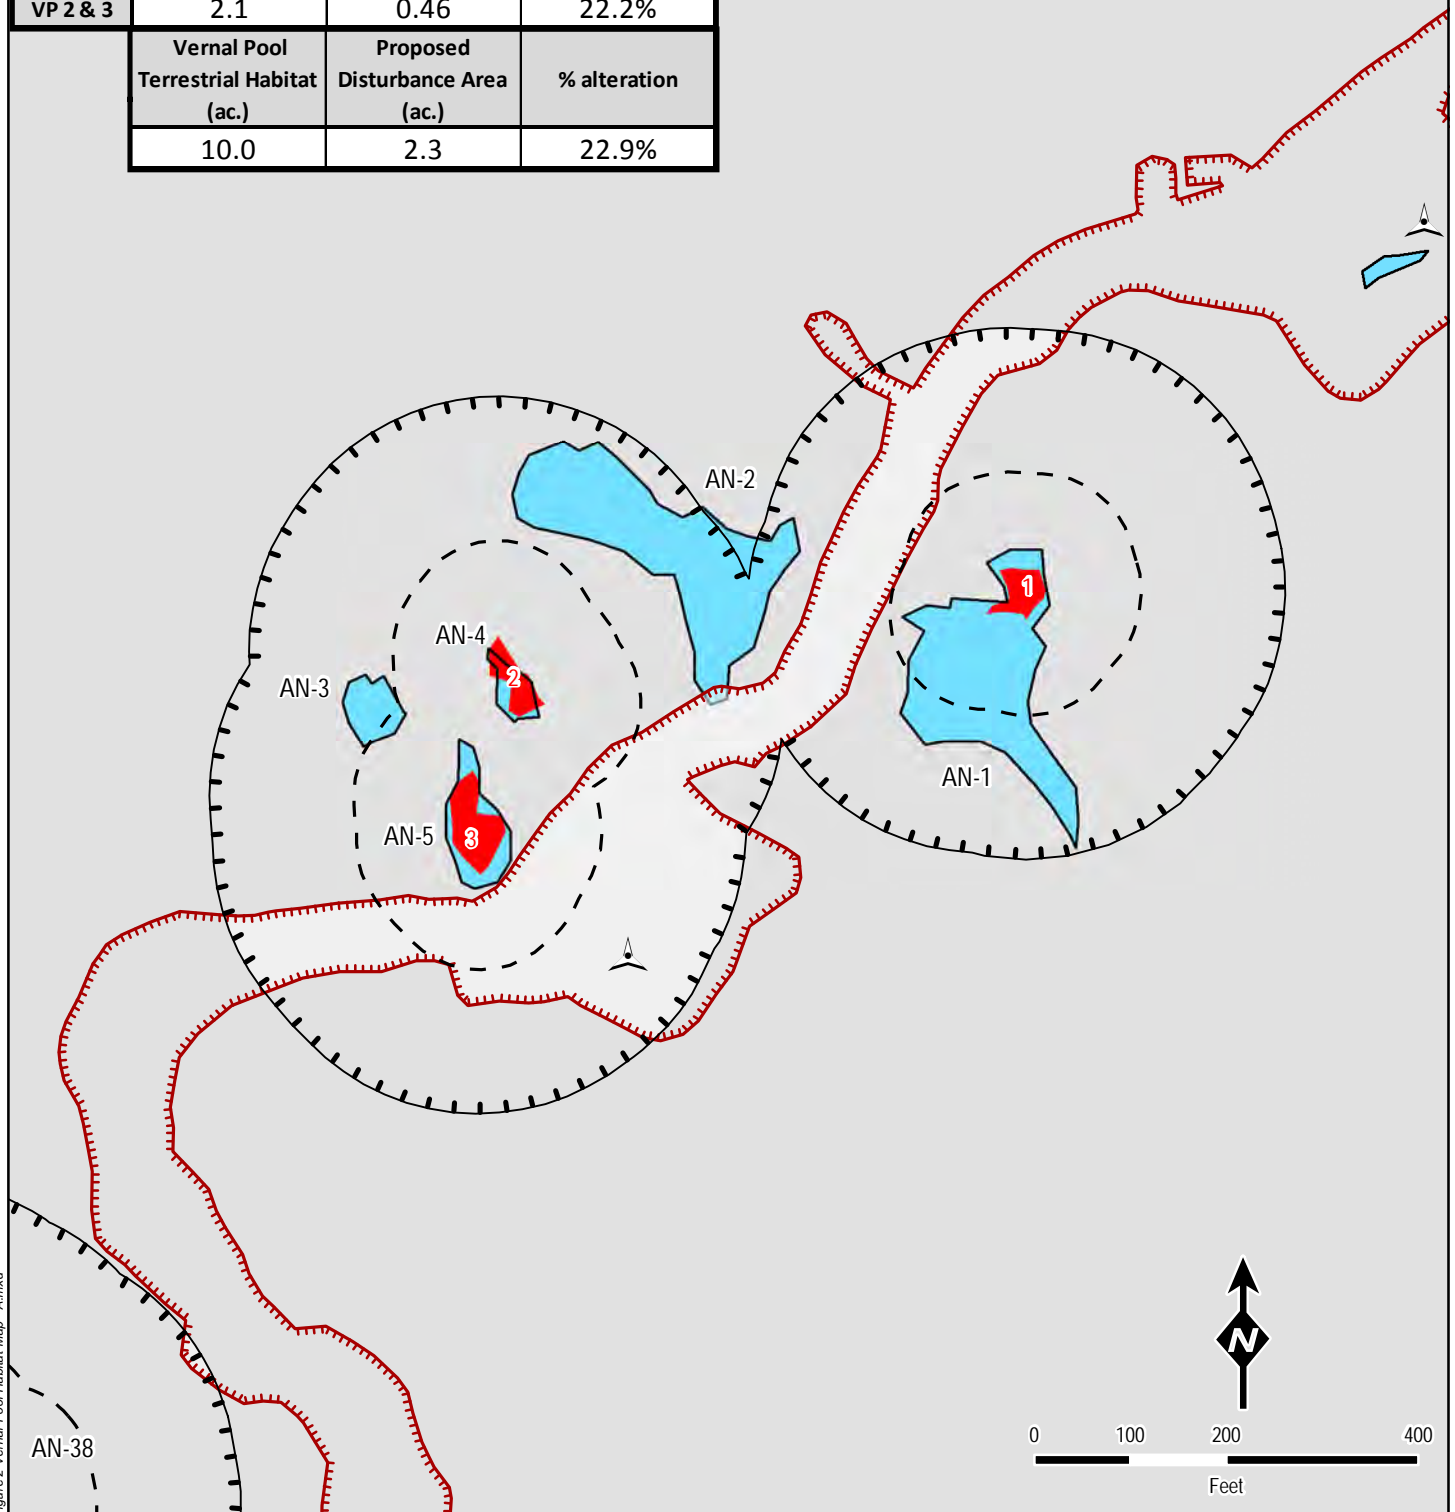 VP 2 & 3 2.1 0.46 22.2%
Vernal Pool Terrestrial Habitat (ac.)
Proposed Disturbance Area (ac.)
% alteration
10.0 2.3 22.9%
AN-2
1
AN-4
2
AN-3
AN-1
AN-5
3
N
AN-38
0 100 200 400
Feet